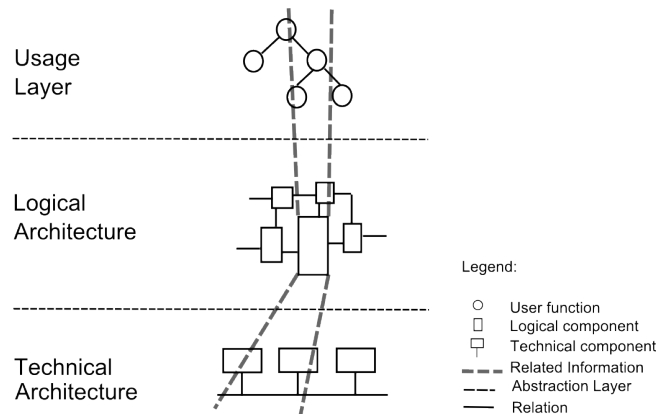 Usage
Layer
Logical
Architecture
Technical
Architecture
Legend:
User function
Logical component
Technical component
Related Information
Abstraction Layer
Relation